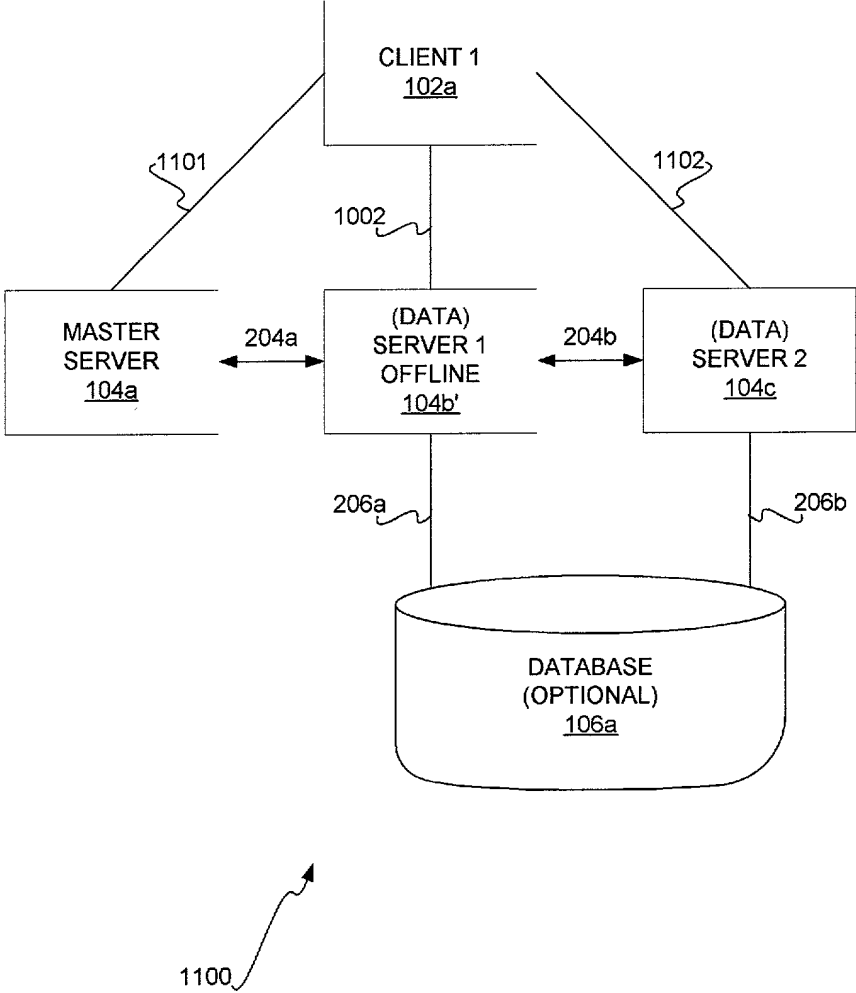 CLIENT 1
102a
1101
1102
1002
MASTER
SERVER
104a
204a
(DATA)
SERVER 1
OFFLINE
104b'
204b
(DATA)
SERVER 2
104c
206a
206b
DATABASE
(OPTIONAL)
106a
1100